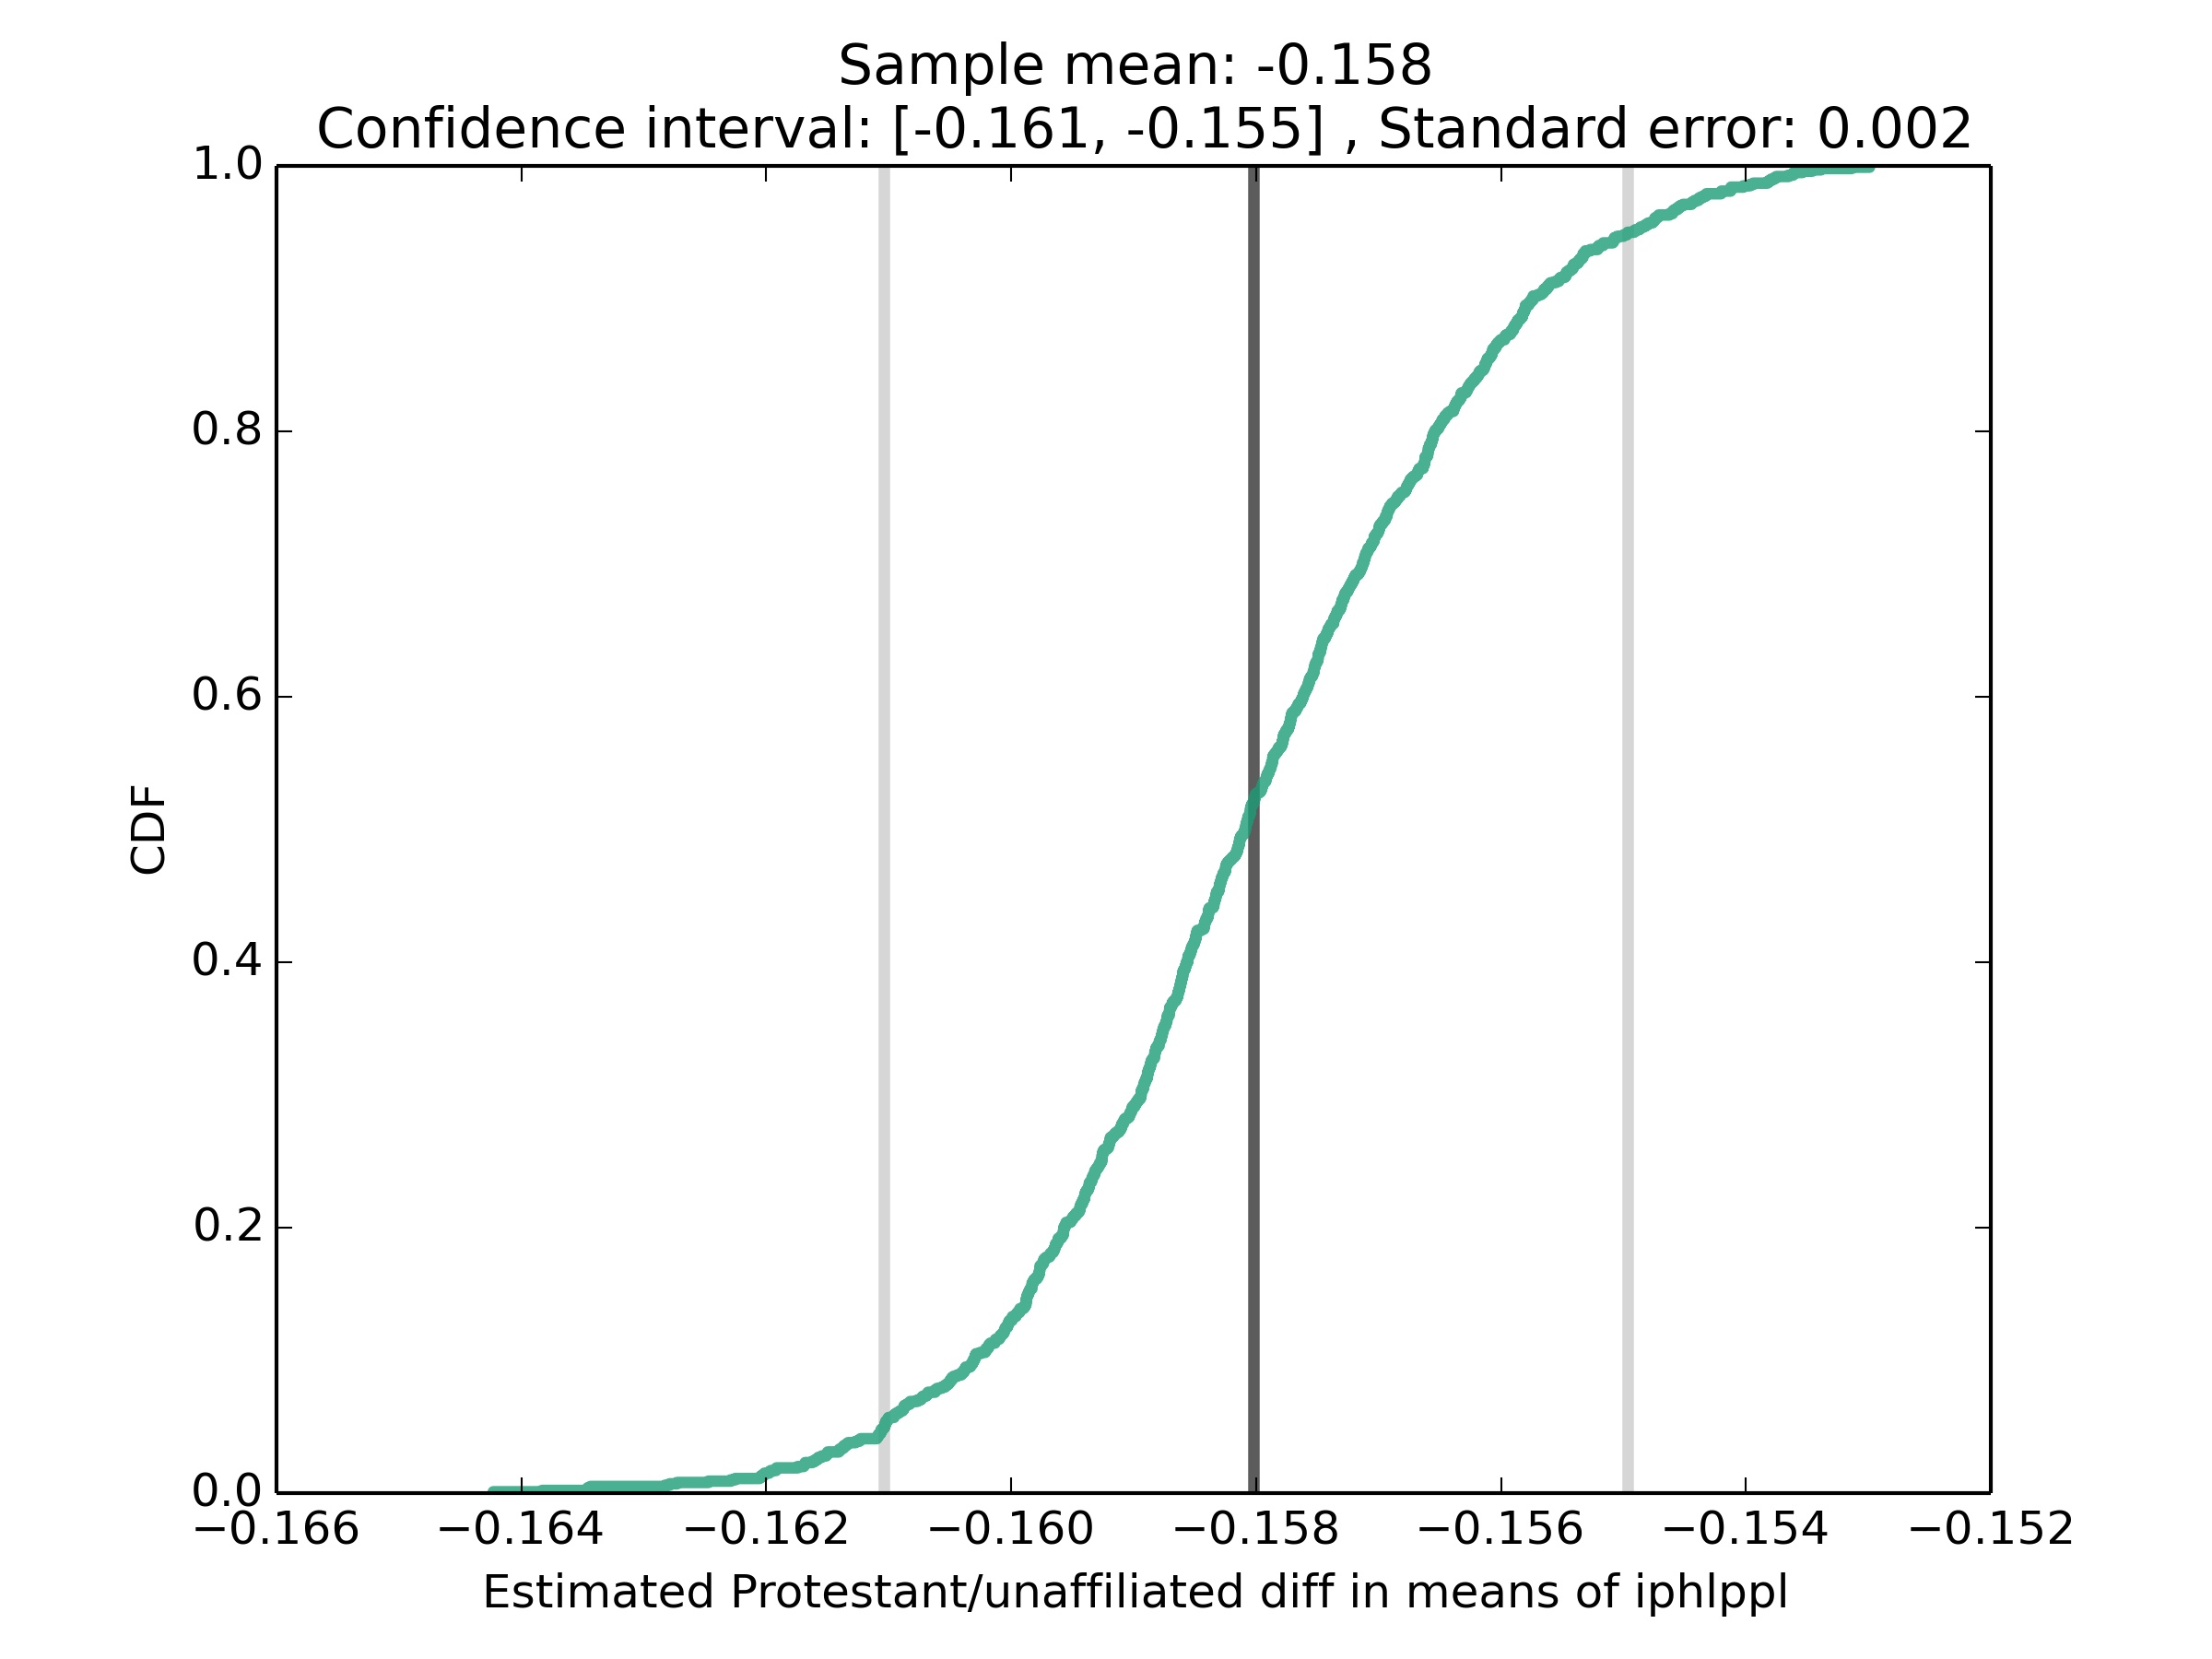 Sample mean: -0.158
Confidence interval: [-0.161, -0.155] , Standard error: 0.002
1.0
0.8
0.6
0.4
0.2
0.0
CDF
−0.166 −0.164 −0.162 −0.160 −0.158 −0.156 −0.154 −0.152
Estimated Protestant/unaffiliated diff in means of iphlppl